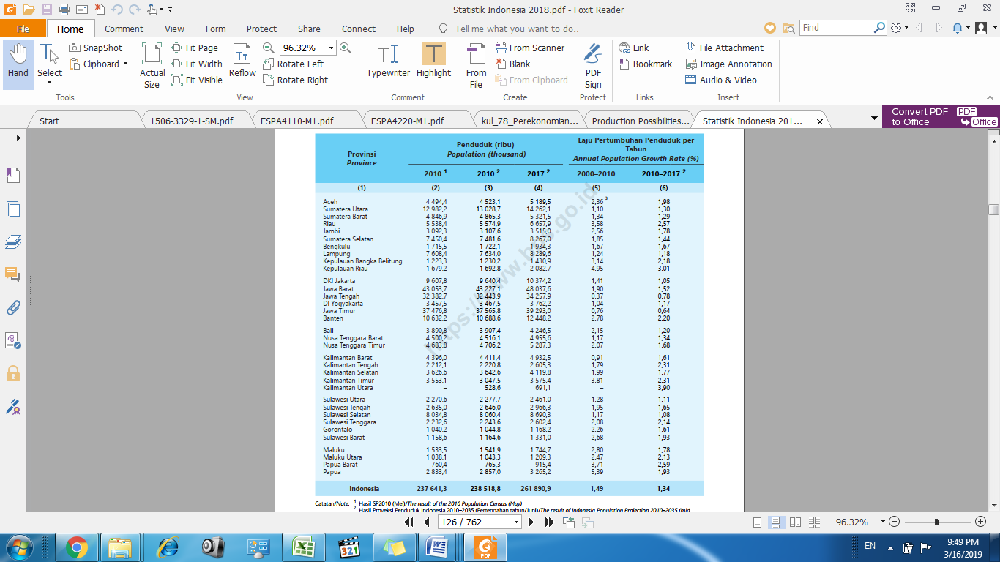 Statistik Indonesia 2018.pdf - Foxit Reader
File Home Comment View Form Protect Share Connect Help Tell me what you want to do.. Find
Hand Select SnapShot Clipboard Actual Size Fit Page Fit Width Fit Visible Reflow 96.32% Rotate Left Rotate Right Typewriter Highlight From File From Scanner Blank From Clipboard PDF Sign Link Bookmark File Attachment Image Annotation Audio & Video
Tools View Comment Create Protect Links Insert
Start 1506-3329-1-SM.pdf ESPA4110-M1.pdf ESPA4220-M1.pdf kul_78_Perekonomian... Production Possibilities... Statistik Indonesia 201... Convert PDF to Office PDF Office
Provinsi Penduduk (ribu) Laju Pertumbuhan Penduduk per Tahun
Province Population (thousand) Annual Population Growth Rate (%)
2010 1 2010 2 2017 2 2000–2010 2010–2017 2
(1) (2) (3) (4) (5) (6)
Aceh 4 494,4 4 523,1 5 189,5 2,36 3 1,98
Sumatera Utara 12 982,2 13 028,7 14 262,1 1,10 1,30
Sumatera Barat 4 846,9 4 865,3 5 321,5 1,34 1,29
Riau 5 538,4 5 574,9 6 657,9 3,58 2,57
Jambi 3 092,3 3 107,6 3 515,0 2,56 1,78
Sumatera Selatan 7 450,4 7 481,6 8 267,0 1,85 1,44
Bengkulu 1 715,5 1 722,1 1 934,3 1,67 1,67
Lampung 7 608,4 7 634,0 8 289,6 1,24 1,18
Kepulauan Bangka Belitung 1 223,3 1 230,2 1 430,9 3,14 2,18
Kepulauan Riau 1 679,2 1 692,8 2 082,7 4,95 3,01
DKI Jakarta 9 607,8 9 640,4 10 374,2 1,41 1,05
Jawa Barat 43 053,7 43 227,1 48 037,6 1,90 1,52
Jawa Tengah 32 382,7 32 443,9 34 257,9 0,37 0,78
DI Yogyakarta 3 457,5 3 467,5 3 762,2 1,04 1,17
Jawa Timur 37 476,8 37 565,8 39 293,0 0,76 0,64
Banten 10 632,2 10 688,6 12 448,2 2,78 2,20
Bali 3 890,8 3 907,4 4 246,5 2,15 1,20
Nusa Tenggara Barat 4 500,2 4 516,1 4 955,6 1,17 1,34
Nusa Tenggara Timur 4 683,8 4 706,2 5 287,3 2,07 1,68
Kalimantan Barat 4 396,0 4 411,4 4 932,5 0,91 1,61
Kalimantan Tengah 2 212,1 2 220,8 2 605,3 1,79 2,31
Kalimantan Selatan 3 626,6 3 642,6 4 119,8 1,99 1,77
Kalimantan Timur 3 553,1 3 047,5 3 575,4 3,81 2,31
Kalimantan Utara – 528,6 691,1 – 3,90
Sulawesi Utara 2 270,6 2 277,7 2 461,0 1,28 1,11
Sulawesi Tengah 2 635,0 2 646,0 2 966,3 1,95 1,65
Sulawesi Selatan 8 034,8 8 060,4 8 690,3 1,17 1,08
Sulawesi Tenggara 2 232,6 2 243,6 2 602,4 2,08 2,14
Gorontalo 1 040,2 1 044,8 1 168,2 2,26 1,61
Sulawesi Barat 1 158,6 1 164,6 1 331,0 2,68 1,93
Maluku 1 533,5 1 541,9 1 744,7 2,80 1,78
Maluku Utara 1 038,1 1 043,3 1 209,3 2,47 2,13
Papua Barat 760,4 765,3 915,4 3,71 2,59
Papua 2 833,4 2 857,0 3 265,2 5,39 1,93
Indonesia 237 641,3 238 518,8 261 890,9 1,49 1,34
Catatan/Note: 1 Hasil SP2010 (Mei)/The result of the 2010 Population Census (May)
2 Hasil Proyeksi Penduduk Indonesia 2010–2035 (Pertengahan tahun/Juni)/The result of Indonesia Population Projection 2010–2035 (mid
126 / 762 96.32%
EN 9:49 PM
3/16/2019
321
PDF